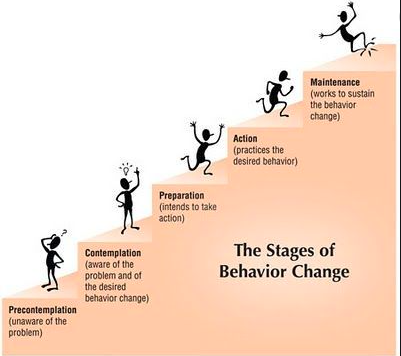 Maintenance
(works to sustain
the behavior
change)
Action
(practices the
desired behavior)
Preparation
(intends to take
action)
?
Contemplation
(aware of the
problem and of
the desired
behavior change)
Precontemplation
(unaware of the
problem)
The Stages of
Behavior Change